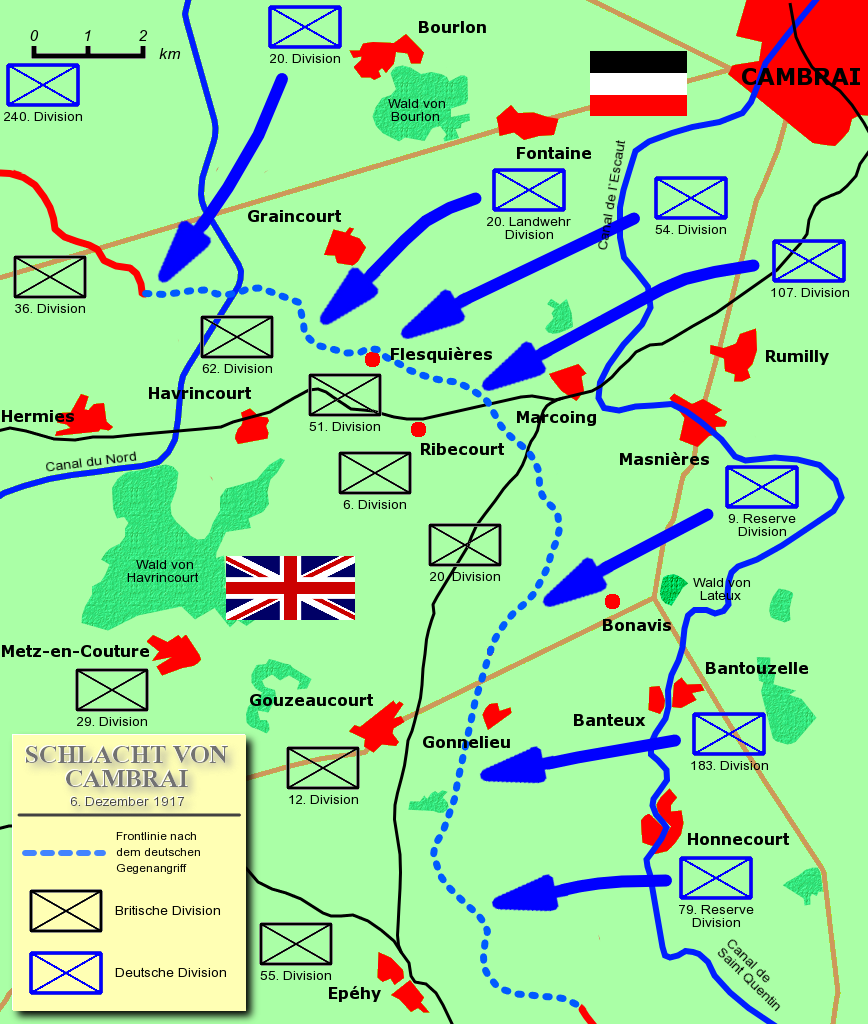 0 1 2
km
Bourlon
20. Division
240. Division
Wald von
Bourlon
CAMBRAI
Fontaine
Canal de l'Escaut
Graincourt
20. Landwehr
Division
54. Division
36. Division
107. Division
62. Division
Flesquières
Rumilly
Havrincourt
Hermies
51. Division
Marcoing
Ribecourt
Masnières
Canal du Nord
6. Division
9. Reserve
Division
Wald von
Havrincourt
20. Division
Wald von
Lateux
Bonavis
Metz-en-Couture
29. Division
Gouzeaucourt
Bantouzelle
Banteux
Gonnelieu
183. Division
12. Division
Honnecourt
79. Reserve
Division
Canal de
Saint Quentin
55. Division
Epéhy
SCHLACHT VON
CAMBRAI
6. Dezember 1917
Frontlinie nach
dem deutschen
Gegenangriff
Britische Division
Deutsche Division